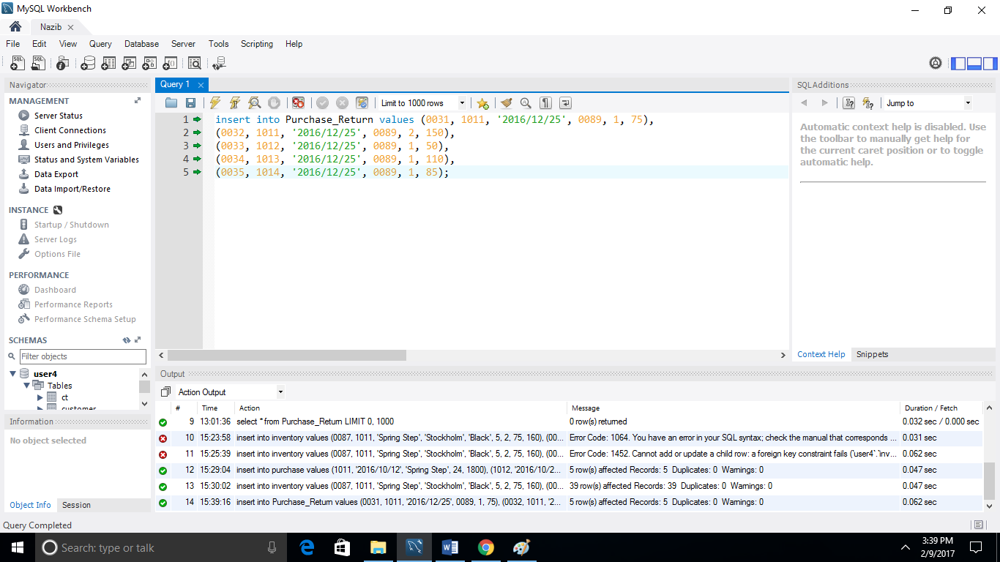 MySQL Workbench
Nazib
File Edit View Query Database Server Tools Scripting Help
Navigator
MANAGEMENT
Server Status
Client Connections
Users and Privileges
Status and System Variables
Data Export
Data Import/Restore
INSTANCE
Startup / Shutdown
Server Logs
Options File
PERFORMANCE
Dashboard
Performance Reports
Performance Schema Setup
SCHEMAS
Filter objects
user4
Tables
ct
customer
Information
No object selected
Object Info Session
Query Completed
Query 1
Limit to 1000 rows
1 insert into Purchase_Return values (0031, 1011, '2016/12/25', 0089, 1, 75),
2 (0032, 1011, '2016/12/25', 0089, 2, 150),
3 (0033, 1012, '2016/12/25', 0089, 1, 50),
4 (0034, 1013, '2016/12/25', 0089, 1, 110),
5 (0035, 1014, '2016/12/25', 0089, 1, 85);
SQLAdditions
Jump to
Automatic context help is disabled. Use
the toolbar to manually get help for
the current caret position or to toggle
automatic help.
Context Help Snippets
Output
Action Output
# Time Action Message Duration / Fetch
9 13:01:36 select * from Purchase_Return LIMIT 0, 1000 0 row(s) returned 0.032 sec / 0.000 sec
10 15:23:58 insert into inventory values (0087, 1011, 'Spring Step', 'Stockholm', 'Black', 5, 2, 75, 160), (00... Error Code: 1064. You have an error in your SQL syntax; check the manual that corresponds ... 0.031 sec
11 15:25:39 insert into inventory values (0087, 1011, 'Spring Step', 'Stockholm', 'Black', 5, 2, 75, 160), (00... Error Code: 1452. Cannot add or update a child row: a foreign key constraint fails (`user4`.`inv... 0.062 sec
12 15:29:04 insert into purchase values (1011, '2016/10/12', 'Spring Step', 24, 1800), (1012, '2016/10/2... 5 row(s) affected Records: 5 Duplicates: 0 Warnings: 0 0.047 sec
13 15:30:02 insert into inventory values (0087, 1011, 'Spring Step', 'Stockholm', 'Black', 5, 2, 75, 160), (00... 39 row(s) affected Records: 39 Duplicates: 0 Warnings: 0 0.047 sec
14 15:39:16 insert into Purchase_Return values (0031, 1011, '2016/12/25', 0089, 1, 75), (0032, 1011, '2... 5 row(s) affected Records: 5 Duplicates: 0 Warnings: 0 0.062 sec
Search: type or talk
3:39 PM
2/9/2017